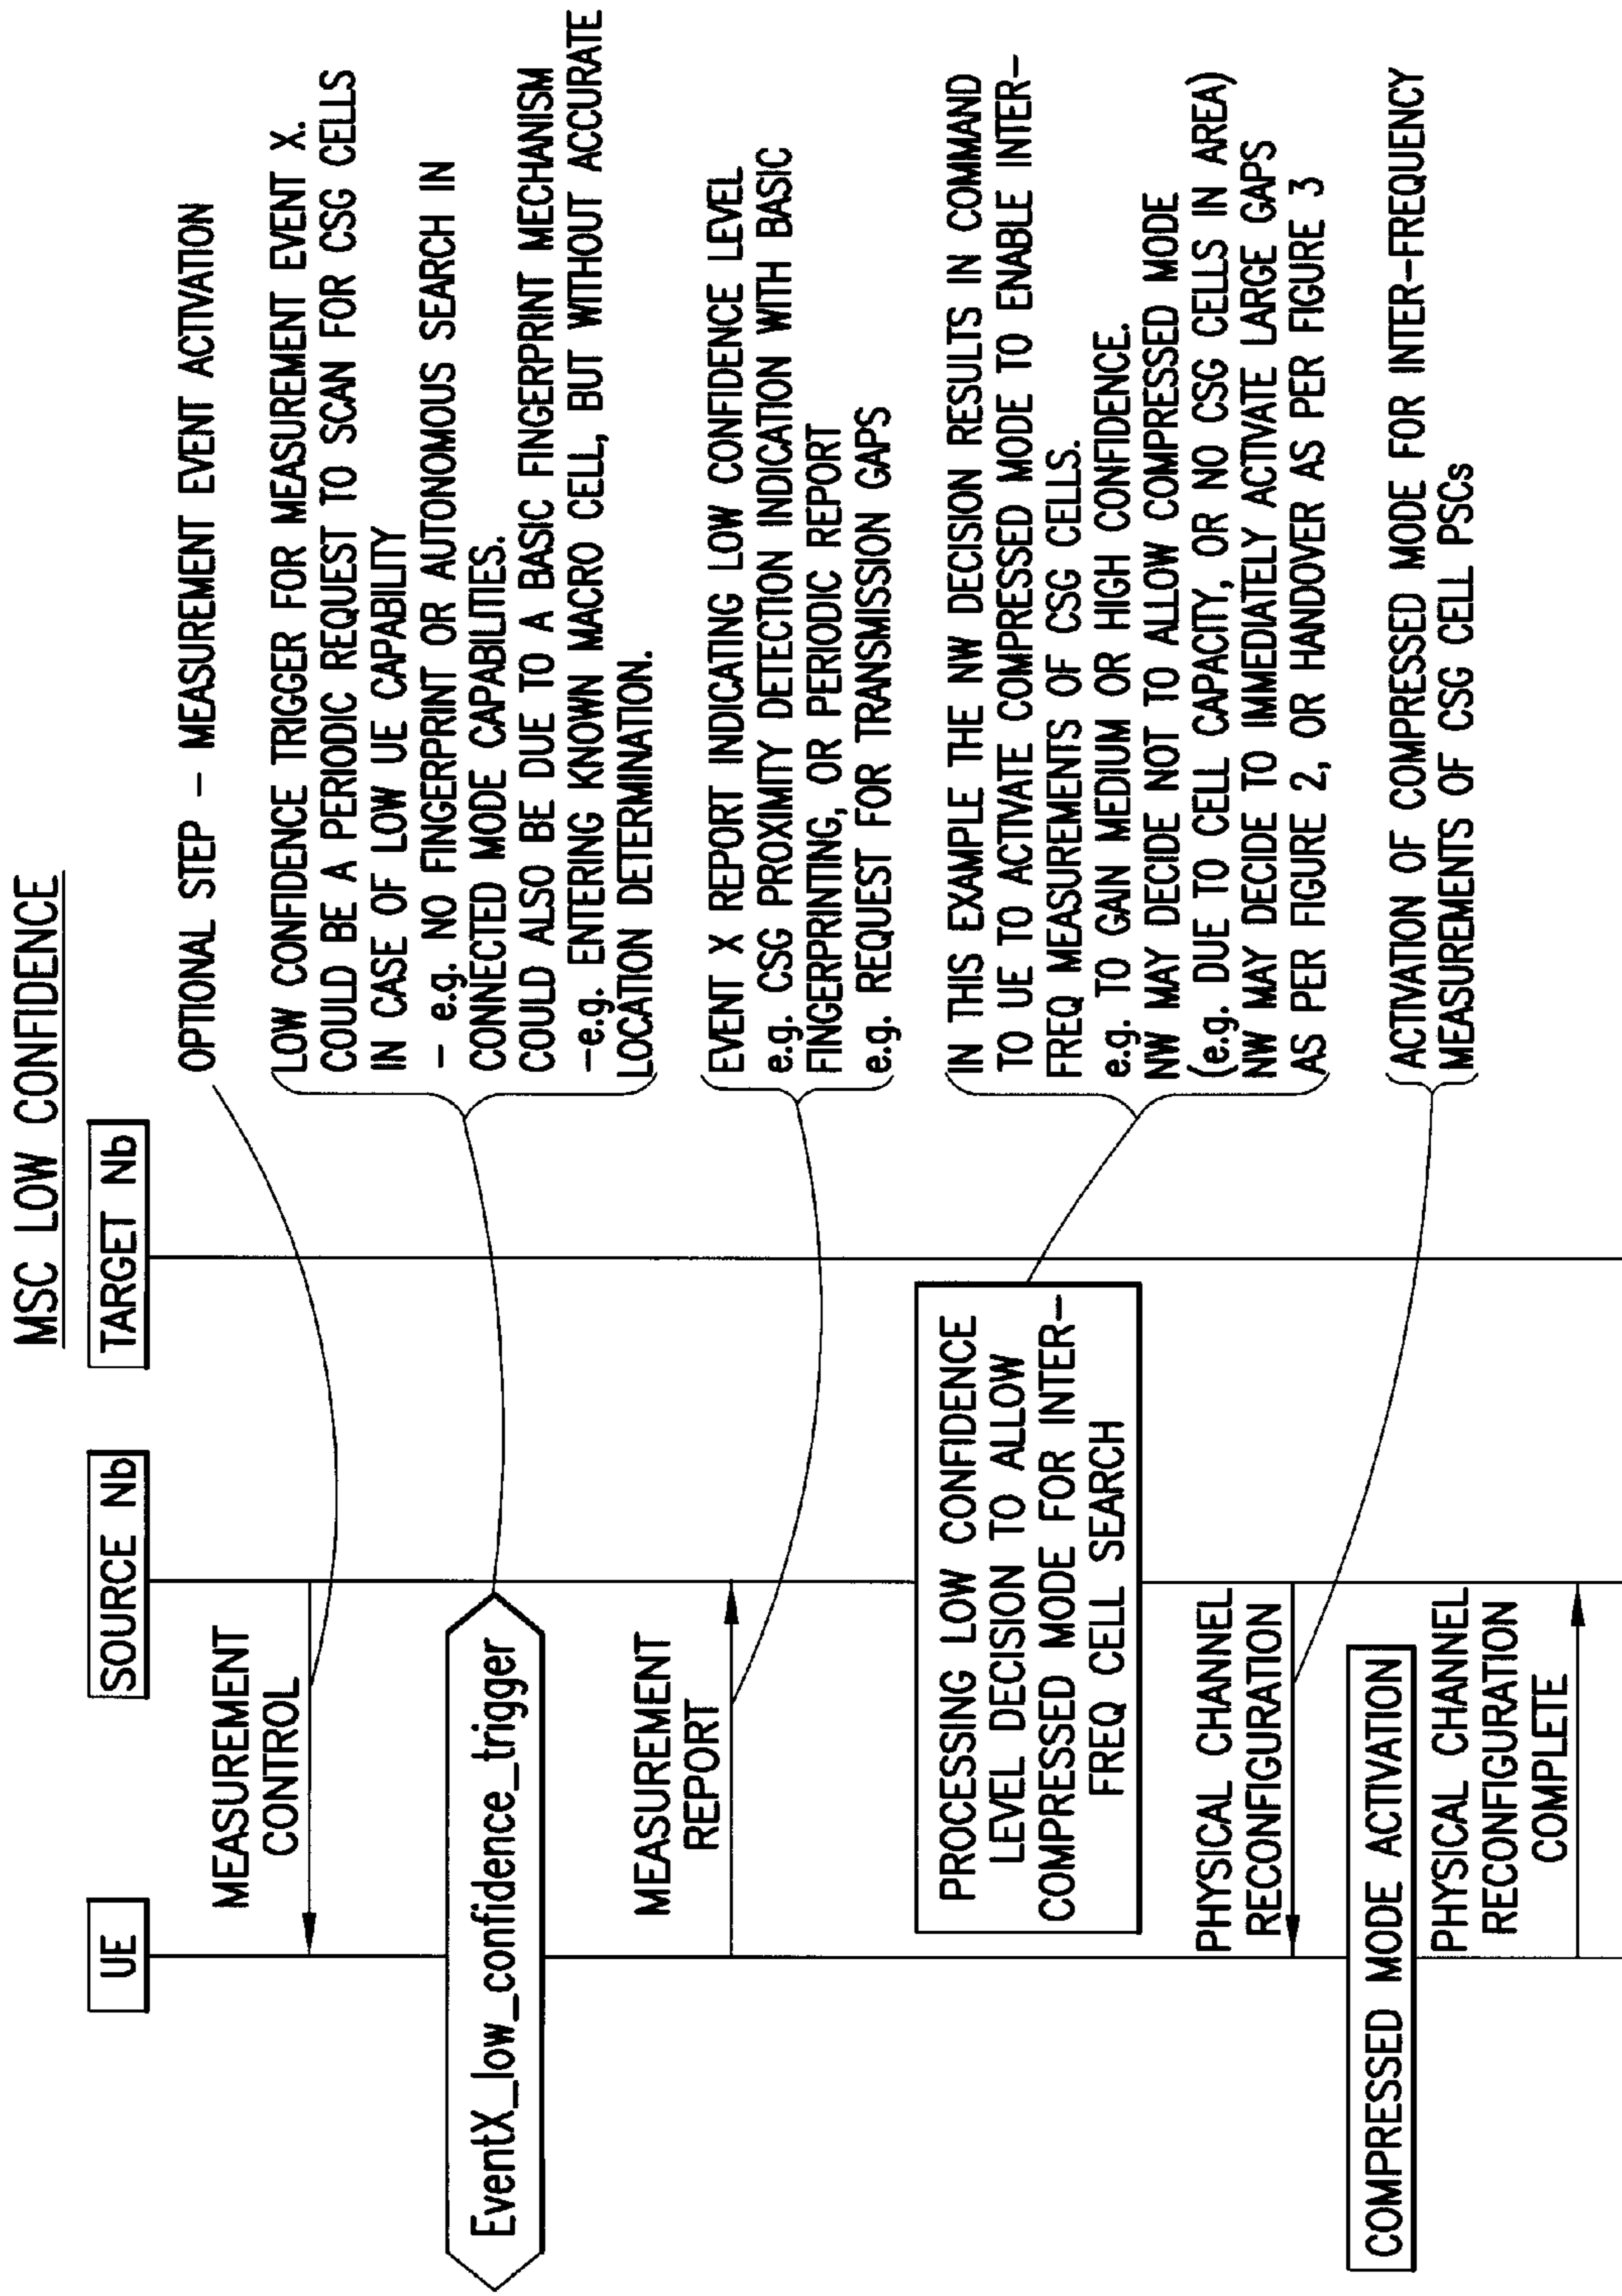 MSC LOW CONFIDENCE
UE
SOURCE Nb
TARGET Nb
MEASUREMENT
CONTROL
OPTIONAL STEP – MEASUREMENT EVENT ACTIVATION
EventX_low_confidence_trigger
LOW CONFIDENCE TRIGGER FOR MEASUREMENT EVENT X.
COULD BE A PERIODIC REQUEST TO SCAN FOR CSG CELLS
IN CASE OF LOW UE CAPABILITY
– e.g. NO FINGERPRINT OR AUTONOMOUS SEARCH IN
CONNECTED MODE CAPABILITIES.
COULD ALSO BE DUE TO A BASIC FINGERPRINT MECHANISM
–e.g. ENTERING KNOWN MACRO CELL, BUT WITHOUT ACCURATE
LOCATION DETERMINATION.
MEASUREMENT
REPORT
EVENT X REPORT INDICATING LOW CONFIDENCE LEVEL
e.g. CSG PROXIMITY DETECTION INDICATION WITH BASIC
FINGERPRINTING, OR PERIODIC REPORT
e.g. REQUEST FOR TRANSMISSION GAPS
PROCESSING LOW CONFIDENCE
LEVEL DECISION TO ALLOW
COMPRESSED MODE FOR INTER–
FREQ CELL SEARCH
IN THIS EXAMPLE THE NW DECISION RESULTS IN COMMAND
TO UE TO ACTIVATE COMPRESSED MODE TO ENABLE INTER–
FREQ MEASUREMENTS OF CSG CELLS.
e.g. TO GAIN MEDIUM OR HIGH CONFIDENCE.
NW MAY DECIDE NOT TO ALLOW COMPRESSED MODE
(e.g. DUE TO CELL CAPACITY, OR NO CSG CELLS IN AREA)
NW MAY DECIDE TO IMMEDIATELY ACTIVATE LARGE GAPS
AS PER FIGURE 2, OR HANDOVER AS PER FIGURE 3
PHYSICAL CHANNEL
RECONFIGURATION
ACTIVATION OF COMPRESSED MODE FOR INTER–FREQUENCY
MEASUREMENTS OF CSG CELL PSCs
COMPRESSED MODE ACTIVATION
PHYSICAL CHANNEL
RECONFIGURATION
COMPLETE